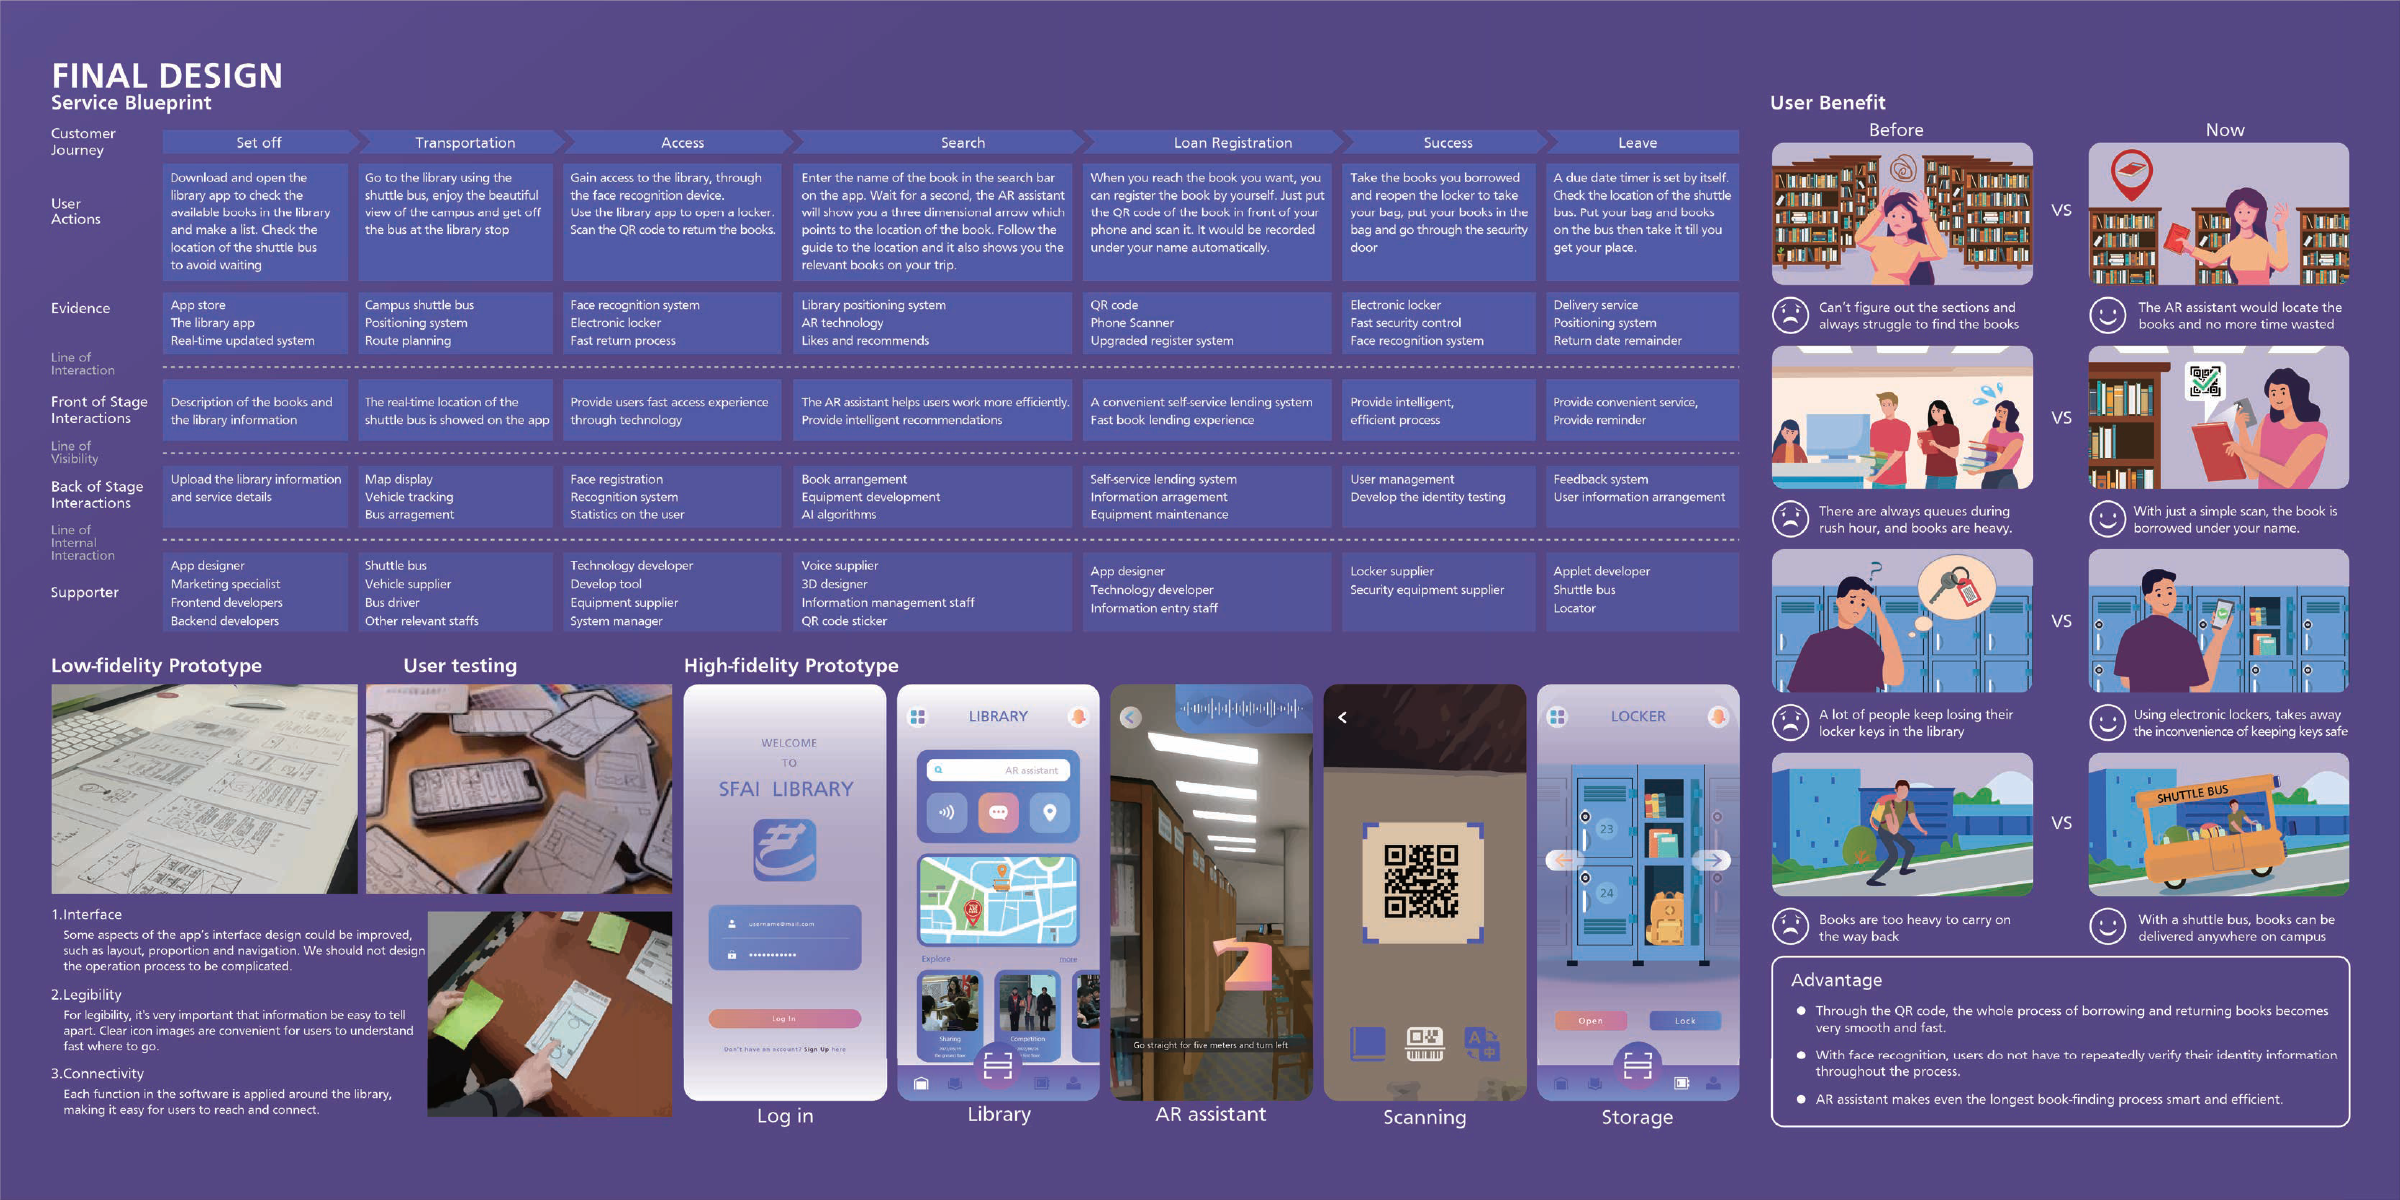 FINAL DESIGN
Service Blueprint
Customer
Journey
Set off
Transportation
Access
Search
Loan Registration
Success
Leave
User
Actions
Download and open the
library app to check the
available books in the library
and make a list. Check the
location of the shuttle bus
to avoid waiting
Go to the library using the
shuttle bus, enjoy the beautiful
view of the campus and get off
the bus at the library stop
Gain access to the library, through
the face recognition device.
Use the library app to open a locker.
Scan the QR code to return the books.
Enter the name of the book in the search bar
on the app. Wait for a second, the AR assistant
will show you a three dimensional arrow which
points to the location of the book. Follow the
guide to the location and it also shows you the
relevant books on your trip.
When you reach the book you want, you
can register the book by yourself. Just put
the QR code of the book in front of your
phone and scan it. It would be recorded
under your name automatically.
Take the books you borrowed
and reopen the locker to take
your bag, put your books in the
bag and go through the security
door
A due date timer is set by itself.
Check the location of the shuttle
bus. Put your bag and books
on the bus then take it till you
get your place.
Evidence
App store
The library app
Real-time updated system
Campus shuttle bus
Positioning system
Route planning
Face recognition system
Electronic locker
Fast return process
Library positioning system
AR technology
Likes and recommends
QR code
Phone Scanner
Upgraded register system
Electronic locker
Fast security control
Face recognition system
Delivery service
Positioning system
Return date remainder
Line of
Interaction
Front of Stage
Interactions
Description of the books and
the library information
The real-time location of the
shuttle bus is showed on the app
Provide users fast access experience
through technology
The AR assistant helps users work more efficiently.
Provide intelligent recommendations
A convenient self-service lending system
Fast book lending experience
Provide intelligent,
efficient process
Provide convenient service,
Provide reminder
Line of
Visibility
Back of Stage
Interactions
Upload the library information
and service details
Map display
Vehicle tracking
Bus arragement
Face registration
Recognition system
Statistics on the user
Book arrangement
Equipment development
AI algorithms
Self-service lending system
Information arragement
Equipment maintenance
User management
Develop the identity testing
Feedback system
User information arrangement
Line of
Internal
Interaction
Supporter
App designer
Marketing specialist
Frontend developers
Backend developers
Shuttle bus
Vehicle supplier
Bus driver
Other relevant staffs
Technology developer
Develop tool
Equipment supplier
System manager
Voice supplier
3D designer
Information management staff
QR code sticker
App designer
Technology developer
Information entry staff
Locker supplier
Security equipment supplier
Applet developer
Shuttle bus
Locator
Low-fidelity Prototype
User testing
1.Interface
Some aspects of the app's interface design could be improved,
such as layout, proportion and navigation. We should not design
the operation process to be complicated.
2.Legibility
For legibility, it's very important that information be easy to tell
apart. Clear icon images are convenient for users to understand
fast where to go.
3.Connectivity
Each function in the software is applied around the library,
making it easy for users to reach and connect.
High-fidelity Prototype
WELCOME
TO
SFAI LIBRARY
username@mail.com
Log In
Don't have an account? Sign Up here
Log in
LIBRARY
AR assistant
Explore
more
Sharing
Competition
Library
Go straight for five meters and turn left
AR assistant
Scanning
LOCKER
23
24
Open
Lock
Storage
User Benefit
Before
Now
VS
Can't figure out the sections and
always struggle to find the books
The AR assistant would locate the
books and no more time wasted
VS
There are always queues during
rush hour, and books are heavy.
With just a simple scan, the book is
borrowed under your name.
?
VS
A lot of people keep losing their
locker keys in the library
Using electronic lockers, takes away
the inconvenience of keeping keys safe
VS
SHUTTLE BUS
Books are too heavy to carry on
the way back
With a shuttle bus, books can be
delivered anywhere on campus
Advantage
Through the QR code, the whole process of borrowing and returning books becomes
very smooth and fast.
With face recognition, users do not have to repeatedly verify their identity information
throughout the process.
AR assistant makes even the longest book-finding process smart and efficient.